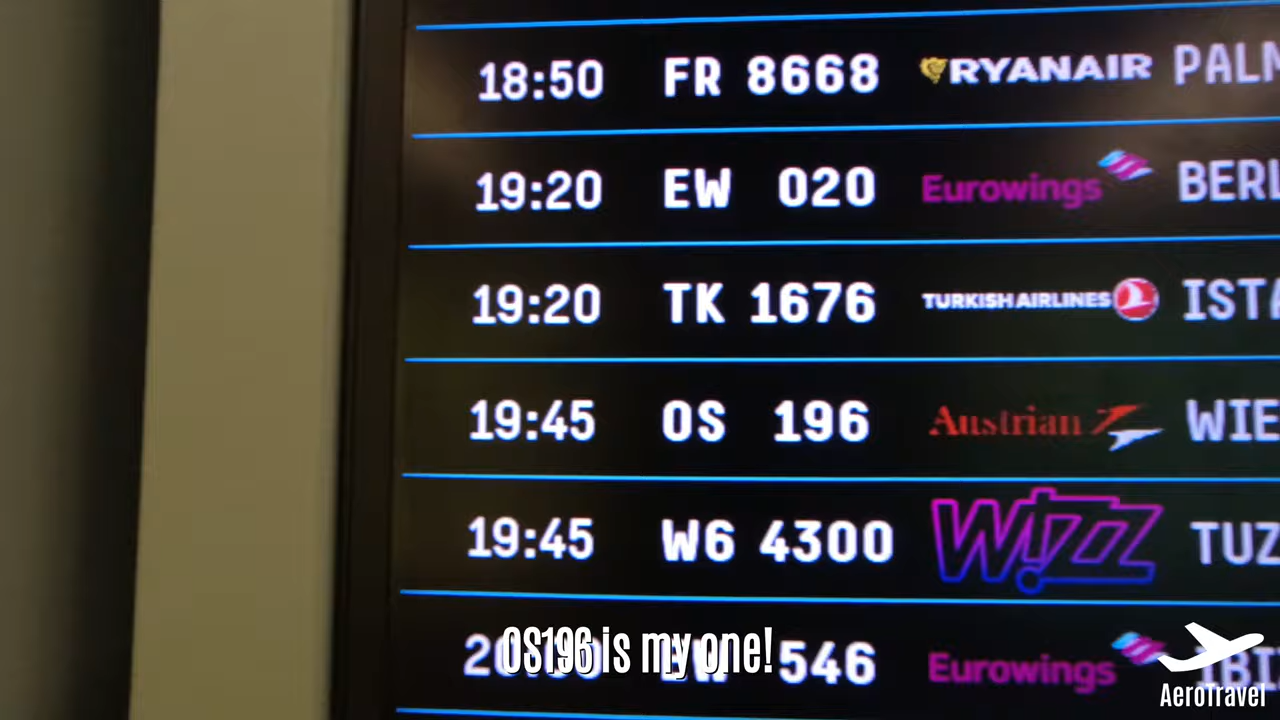 18:50 FR 8668 RYANAIR PALM
19:20 EW 020 Eurowings BERL
19:20 TK 1676 TURKISH AIRLINES ISTA
19:45 OS 196 Austrian WIE
19:45 W6 4300 WIZZ TUZ
EW 546 Eurowings IBI
OS196 is my one!
AeroTravel